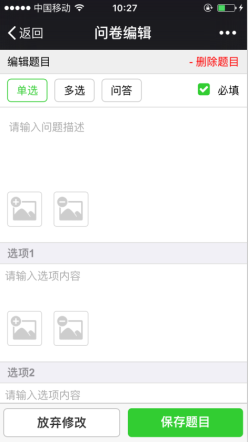 中国移动 10:27
返回 问卷编辑
编辑题目 - 删除题目
单选 多选 问答 必填
请输入问题描述
选项1
请输入选项内容
选项2
请输入选项内容
放弃修改 保存题目